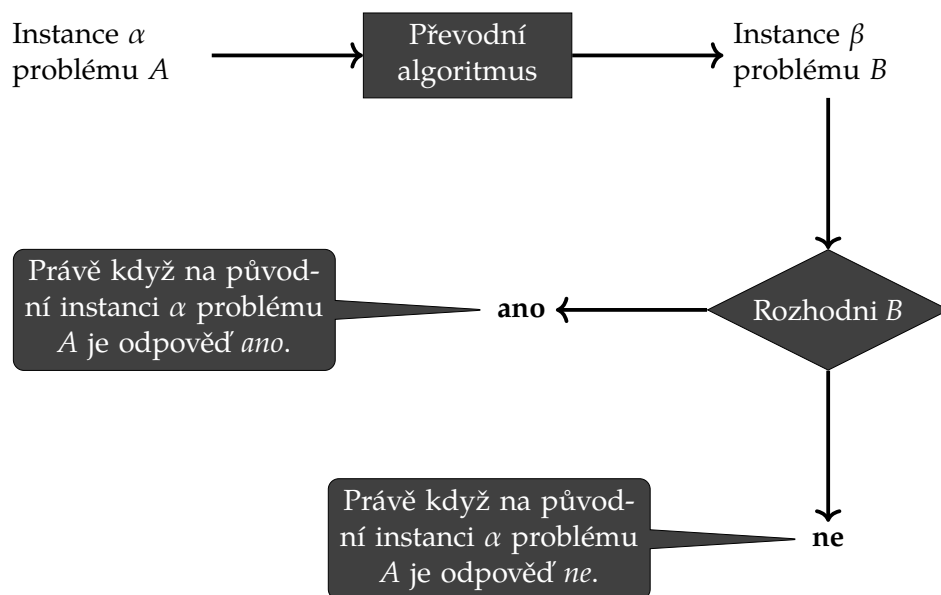 Instance α
problému A
Převodní
algoritmus
Instance β
problému B
Právě když na původ-
ní instanci α problému
A je odpověď ano.
ano
Rozhodni B
Právě když na původ-
ní instanci α problému
A je odpověď ne.
ne